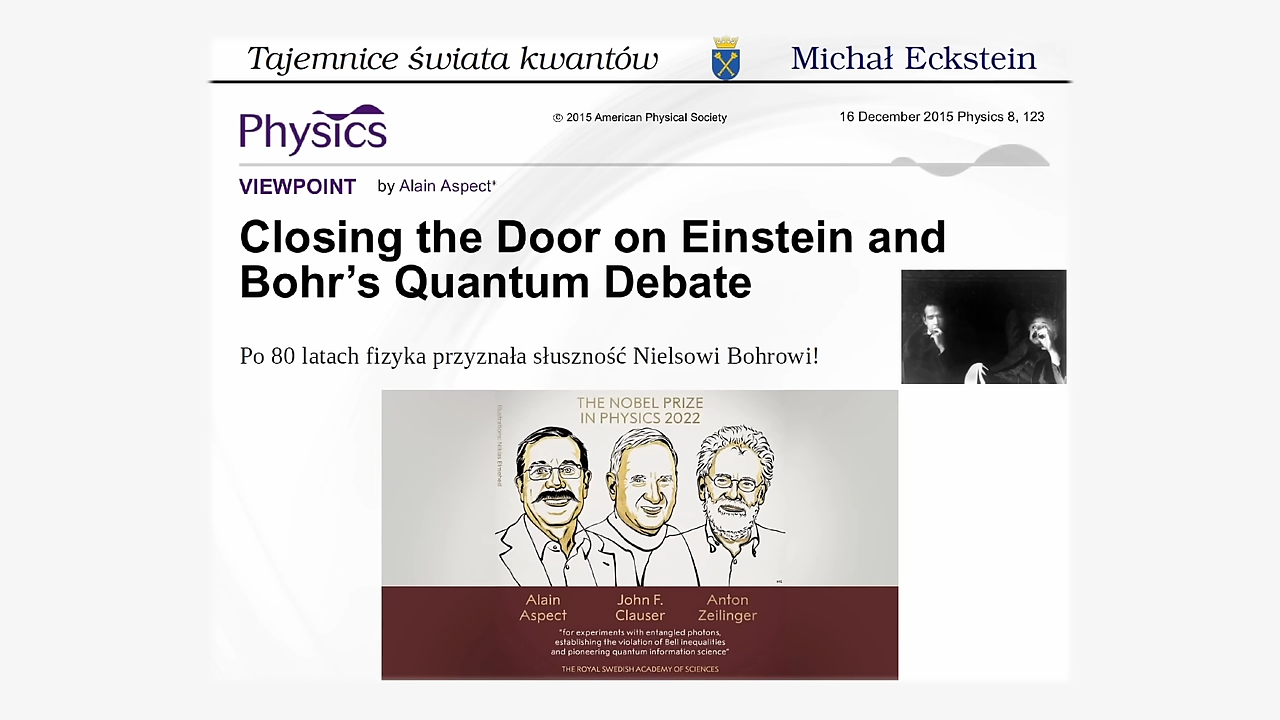 Tajemnice świata kwantów
Michał Eckstein
Physics
© 2015 American Physical Society
16 December 2015 Physics 8, 123
VIEWPOINT by Alain Aspect*
Closing the Door on Einstein and
Bohr’s Quantum Debate
Po 80 latach fizyka przyznała słuszność Nielsowi Bohrowi!
THE NOBEL PRIZE
IN PHYSICS 2022
Illustrations: Niklas Elmehed
Alain
Aspect
John F.
Clauser
Anton
Zeilinger
“for experiments with entangled photons,
establishing the violation of Bell inequalities
and pioneering quantum information science”
THE ROYAL SWEDISH ACADEMY OF SCIENCES